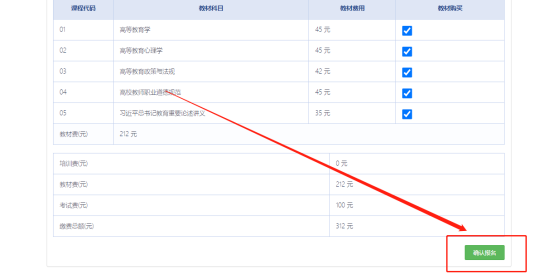 课程代码 教材科目 教材费用 教材购买
01 高等教育学 45 元
02 高等教育心理学 45 元
03 高等教育政策与法规 42 元
04 高校教师职业道德规范 45 元
05 习近平总书记教育重要论述讲义 35 元
教材费(元) 212 元
培训费(元) 0 元
教材费(元) 212 元
考试费(元) 100 元
缴费总额(元) 312 元
确认报名